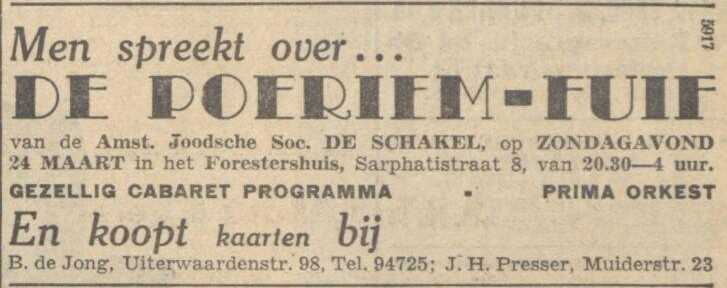 Men spreekt over...
5917
DE POERIEM-FUIF
van de Amst. Joodsche Soc. DE SCHAKEL, op ZONDAGAVOND
24 MAART in het Forestershuis, Sarphatistraat 8, van 20.30—4 uur.
GEZELLIG CABARET PROGRAMMA - PRIMA ORKEST
En koopt kaarten bij
B. de Jong, Uiterwaardenstr. 98, Tel. 94725; J. H. Presser, Muiderstr. 23